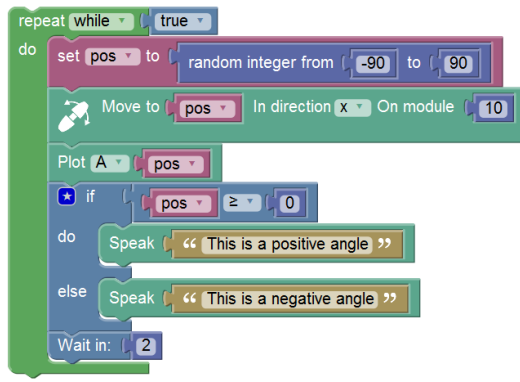 repeat while true
do set pos to random integer from -90 to 90
Move to pos In direction x On module 10
Plot A pos
if pos ≥ 0
do Speak “ This is a positive angle ”
else Speak “ This is a negative angle ”
Wait in: 2